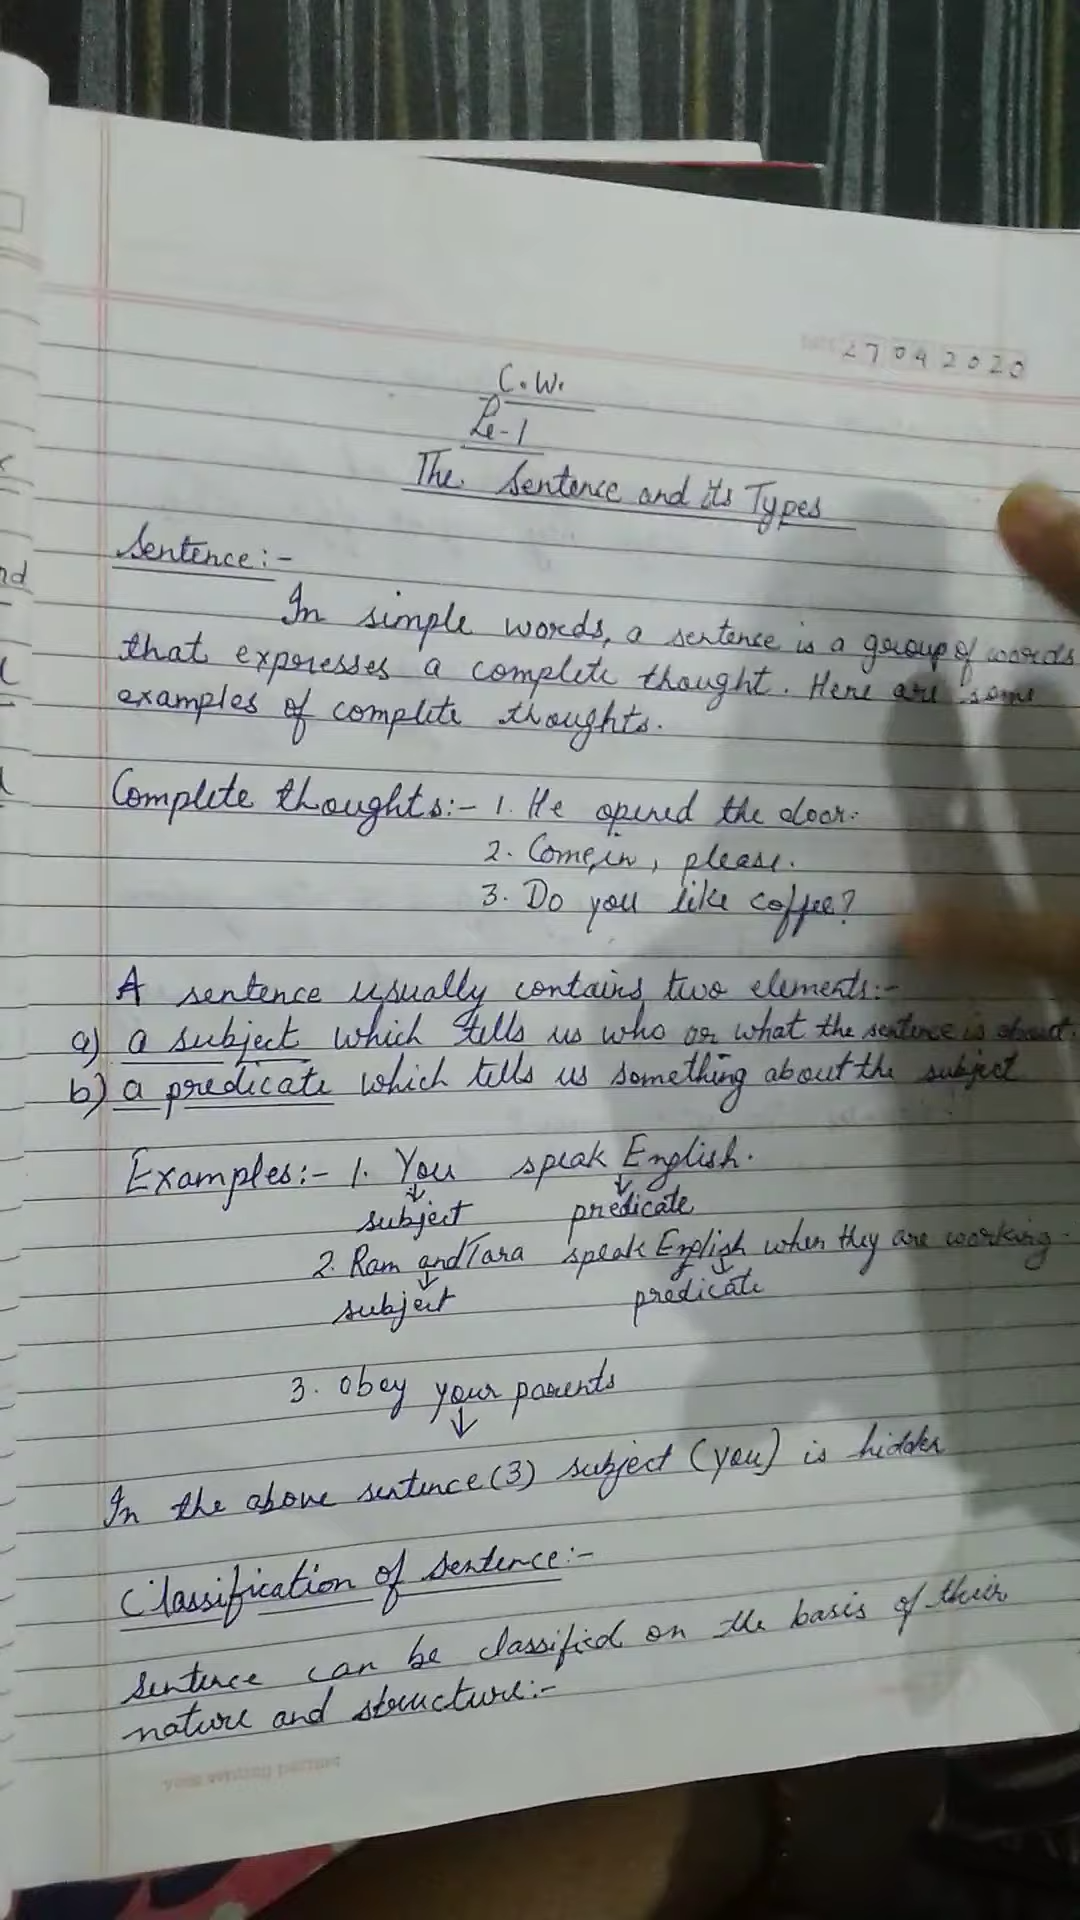 27042020
C.W.
Le-1
The Sentence and its Types
Sentence:-
In simple words, a sentence is a group of words
that expresses a complete thought. Here are some
examples of complete thoughts.
Complete thoughts:- 1. He opened the door.
2. Come,in, please.
3. Do you like coffee?
A sentence usually contains two elements:-
a) a subject which tells us who or what the sentence is about.
b) a predicate which tells us something about the subject
Examples:- 1. You speak English.
subject predicate
2. Ram and Tara speak English when they are working.
subject predicate
3. Obey your parents
In the above sentence (3) subject (you) is hidden
Classification of sentence:-
Sentence can be classified on the basis of their
nature and structure:-